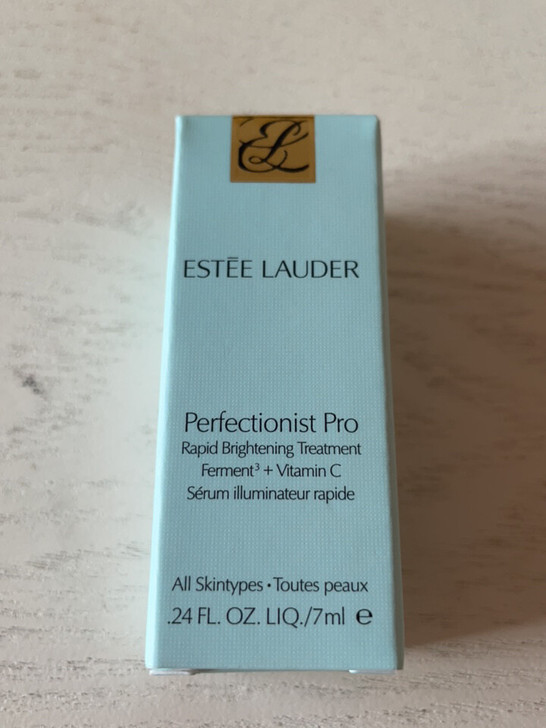 EL
ESTĒE LAUDER
Perfectionist Pro
Rapid Brightening Treatment
Ferment³ + Vitamin C
Sérum illuminateur rapide
All Skintypes • Toutes peaux
.24 FL. OZ. LIQ./7ml ℮